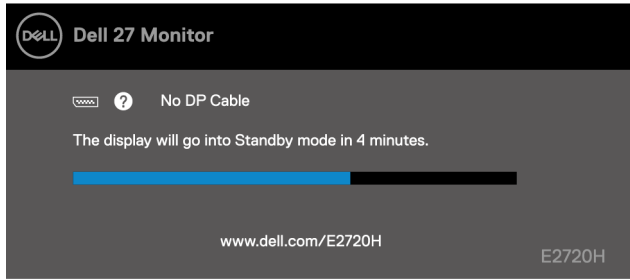 DELL Dell 27 Monitor
? No DP Cable
The display will go into Standby mode in 4 minutes.
www.dell.com/E2720H
E2720H